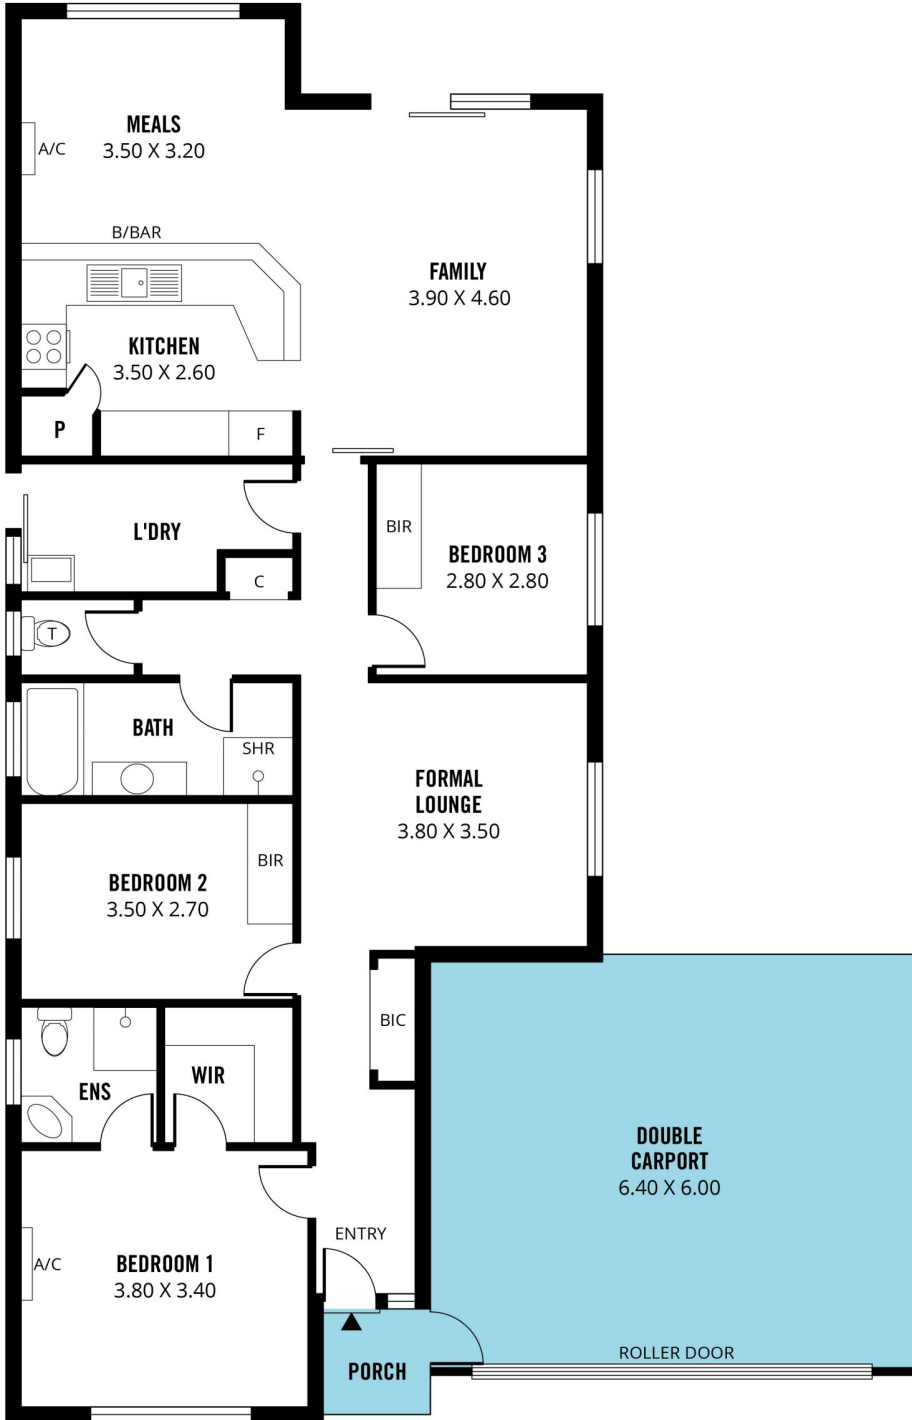 MEALS
3.50 X 3.20
A/C
B/BAR
FAMILY
3.90 X 4.60
KITCHEN
3.50 X 2.60
P
F
L'DRY
BIR
BEDROOM 3
2.80 X 2.80
C
T
BATH
SHR
FORMAL
LOUNGE
3.80 X 3.50
BIR
BEDROOM 2
3.50 X 2.70
BIC
WIR
ENS
DOUBLE
CARPORT
6.40 X 6.00
ENTRY
A/C
BEDROOM 1
3.80 X 3.40
ROLLER DOOR
PORCH